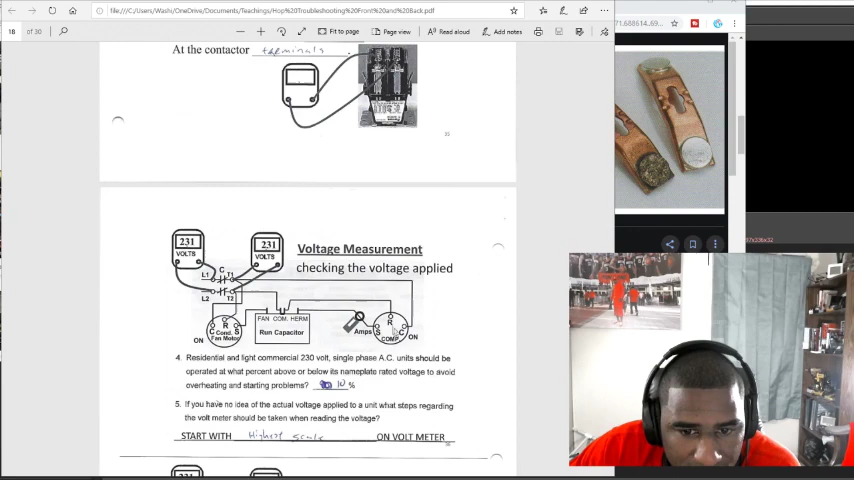 file:///C:/Users/Washi/OneDrive/Documents/Teachings/Hop%20Troubleshooting%20Front%20and%20Back.pdf
71.688614...69.
18 of 30
Fit to page
Page view
Read aloud
Add notes
At the contactor terminals.
35
231 VOLTS
231 VOLTS
Voltage Measurement
checking the voltage applied
L1 C T1
L2 T2
FAN COM. HERM
C R S
Cond. Fan Motor
ON
Run Capacitor
Amps
S R C
COMP.
ON
4. Residential and light commercial 230 volt, single phase A.C. units should be
operated at what percent above or below its nameplate rated voltage to avoid
overheating and starting problems? 10 %
5. If you have no idea of the actual voltage applied to a unit what steps regarding
the volt meter should be taken when reading the voltage?
START WITH Highest scale ON VOLT METER
231